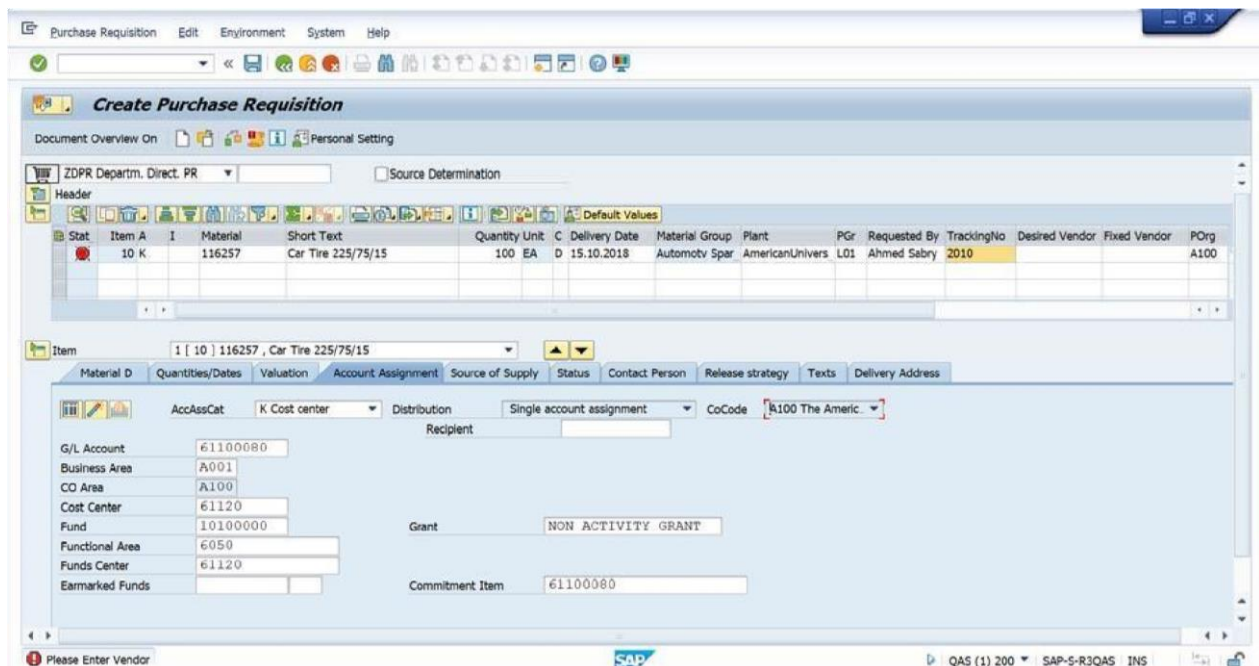 Purchase Requisition Edit Environment System Help
Create Purchase Requisition
Document Overview On Personal Setting
ZDPR Departm. Direct. PR Source Determination
Header
Default Values
Stat Item A I Material Short Text Quantity Unit C Delivery Date Material Group Plant PGr Requested By TrackingNo Desired Vendor Fixed Vendor POrg
10 K 116257 Car Tire 225/75/15 100 EA D 15.10.2018 Automotv Spar AmericanUnivers L01 Ahmed Sabry 2010 A100
Item 1 [ 10 ] 116257 , Car Tire 225/75/15
Material D Quantities/Dates Valuation Account Assignment Source of Supply Status Contact Person Release strategy Texts Delivery Address
AccAssCat K Cost center Distribution Single account assignment CoCode A100 The Americ..
Recipient
G/L Account 61100080
Business Area A001
CO Area A100
Cost Center 61120
Fund 10100000 Grant NON ACTIVITY GRANT
Functional Area 6050
Funds Center 61120
Earmarked Funds Commitment Item 61100080
Please Enter Vendor SAP QAS (1) 200 SAP-S-R3QAS INS